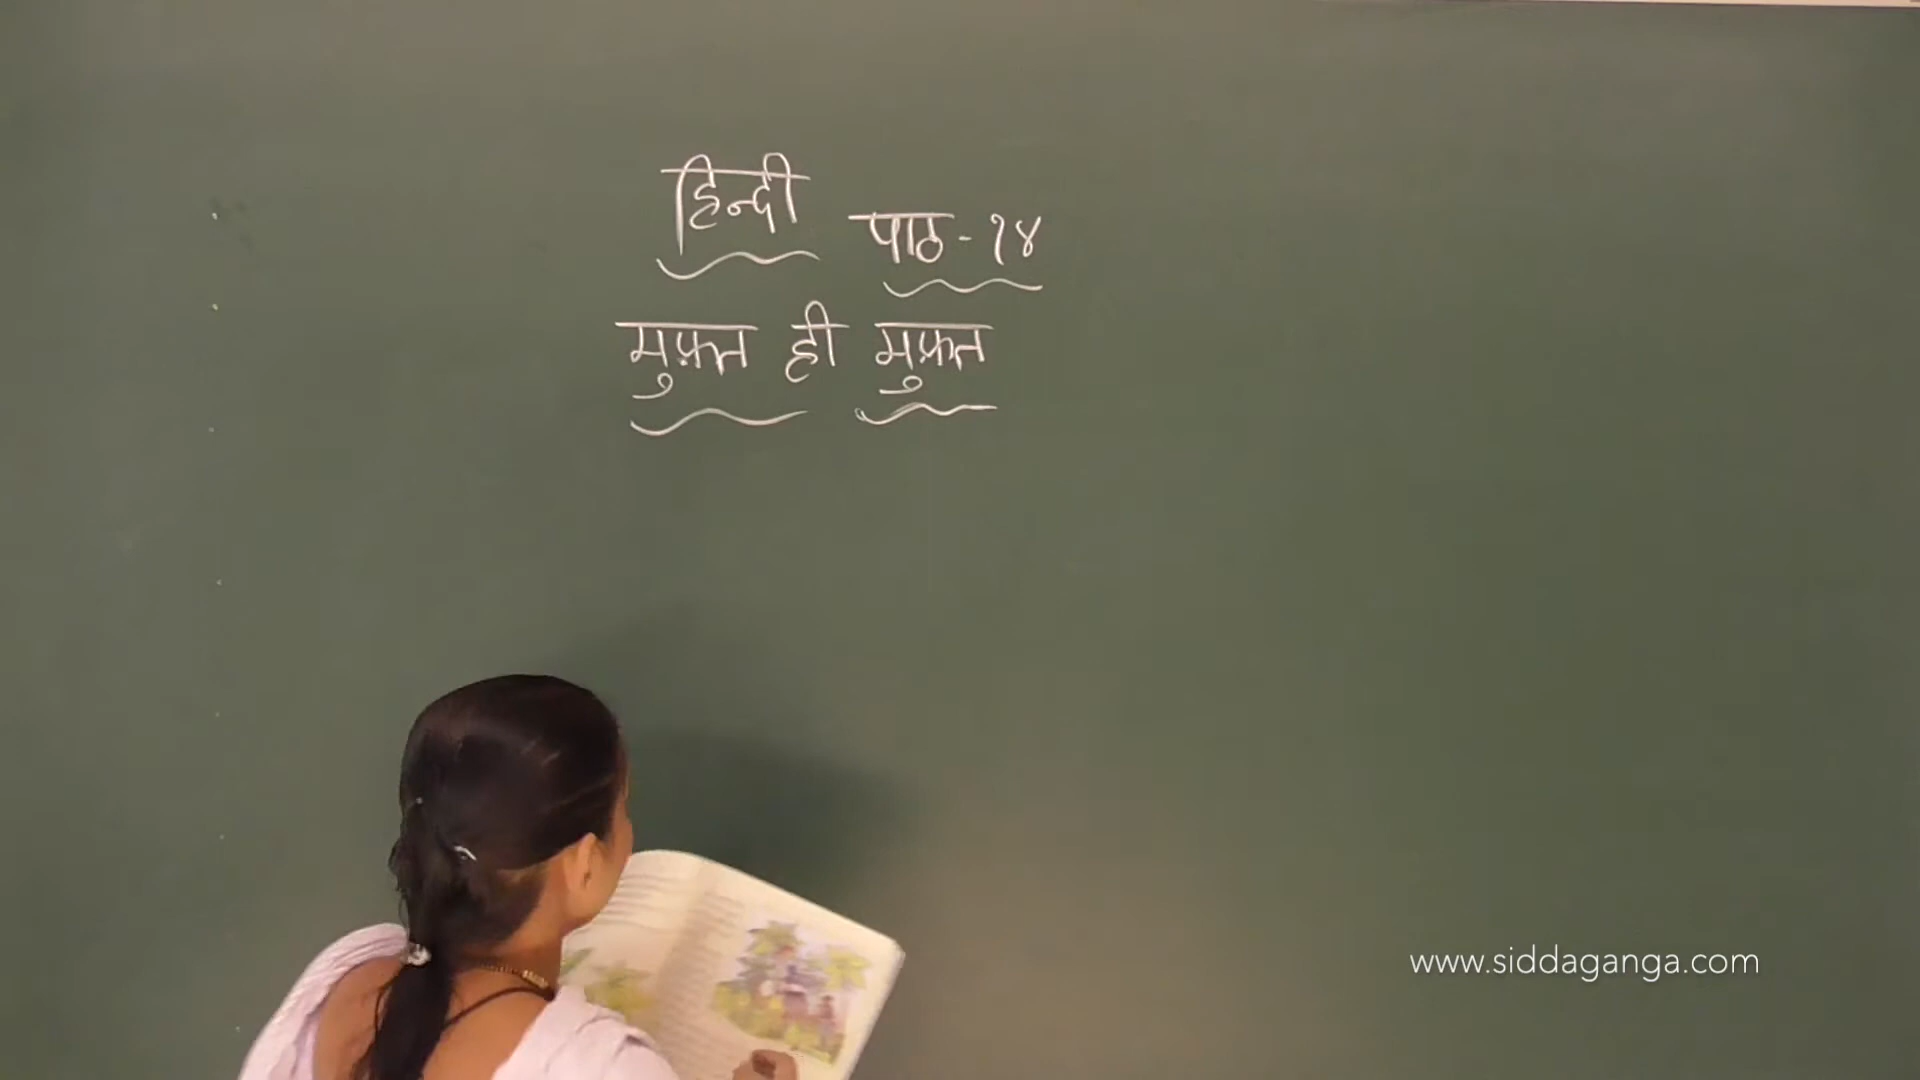 हिन्दी पाठ - १४
मुफ़्त ही मुफ़्त
www.siddaganga.com